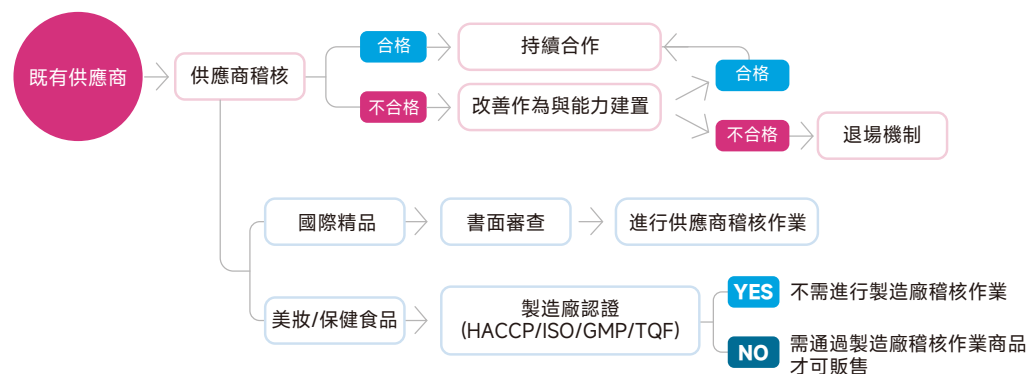 既有供應商
供應商稽核
合格
持續合作
合格
不合格
改善作為與能力建置
不合格
退場機制
國際精品
書面審查
進行供應商稽核作業
美妝/保健食品
製造廠認證
(HACCP/ISO/GMP/TQF)
YES
不需進行製造廠稽核作業
NO
需通過製造廠稽核作業商品
才可販售